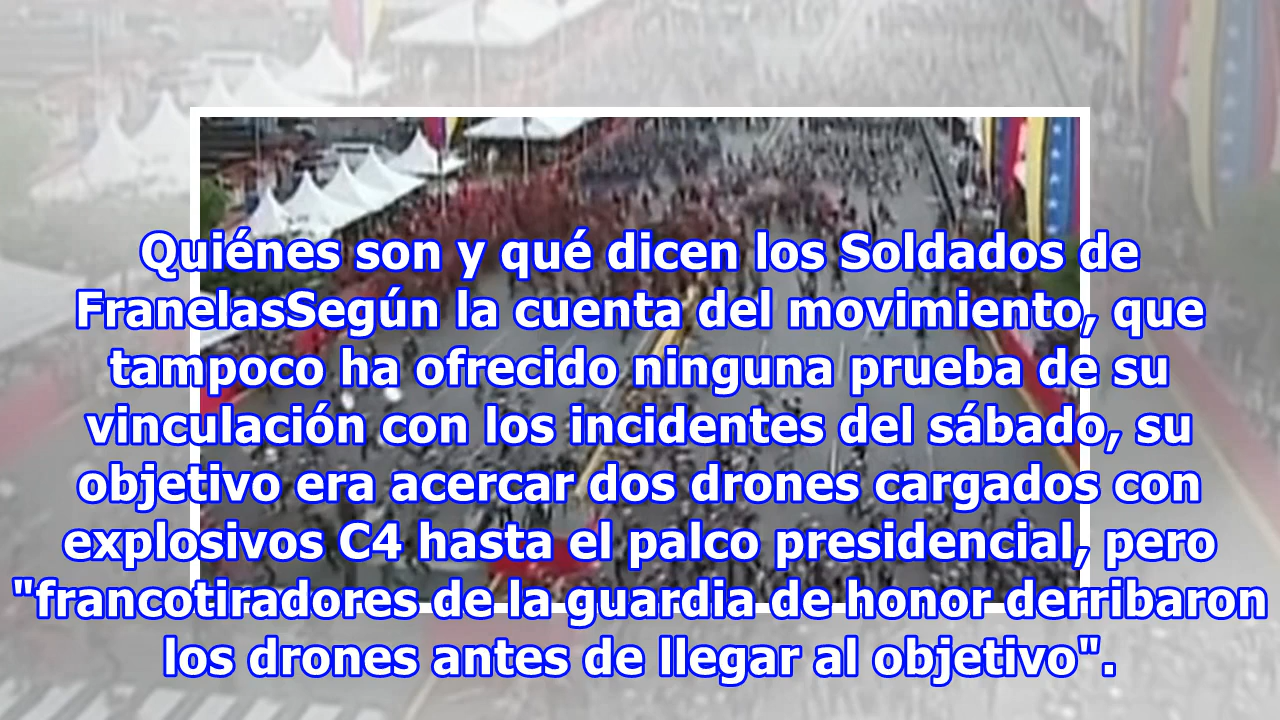 Quiénes son y qué dicen los Soldados de
FranelasSegún la cuenta del movimiento, que
tampoco ha ofrecido ninguna prueba de su
vinculación con los incidentes del sábado, su
objetivo era acercar dos drones cargados con
explosivos C4 hasta el palco presidencial, pero
"francotiradores de la guardia de honor derribaron
los drones antes de llegar al objetivo".